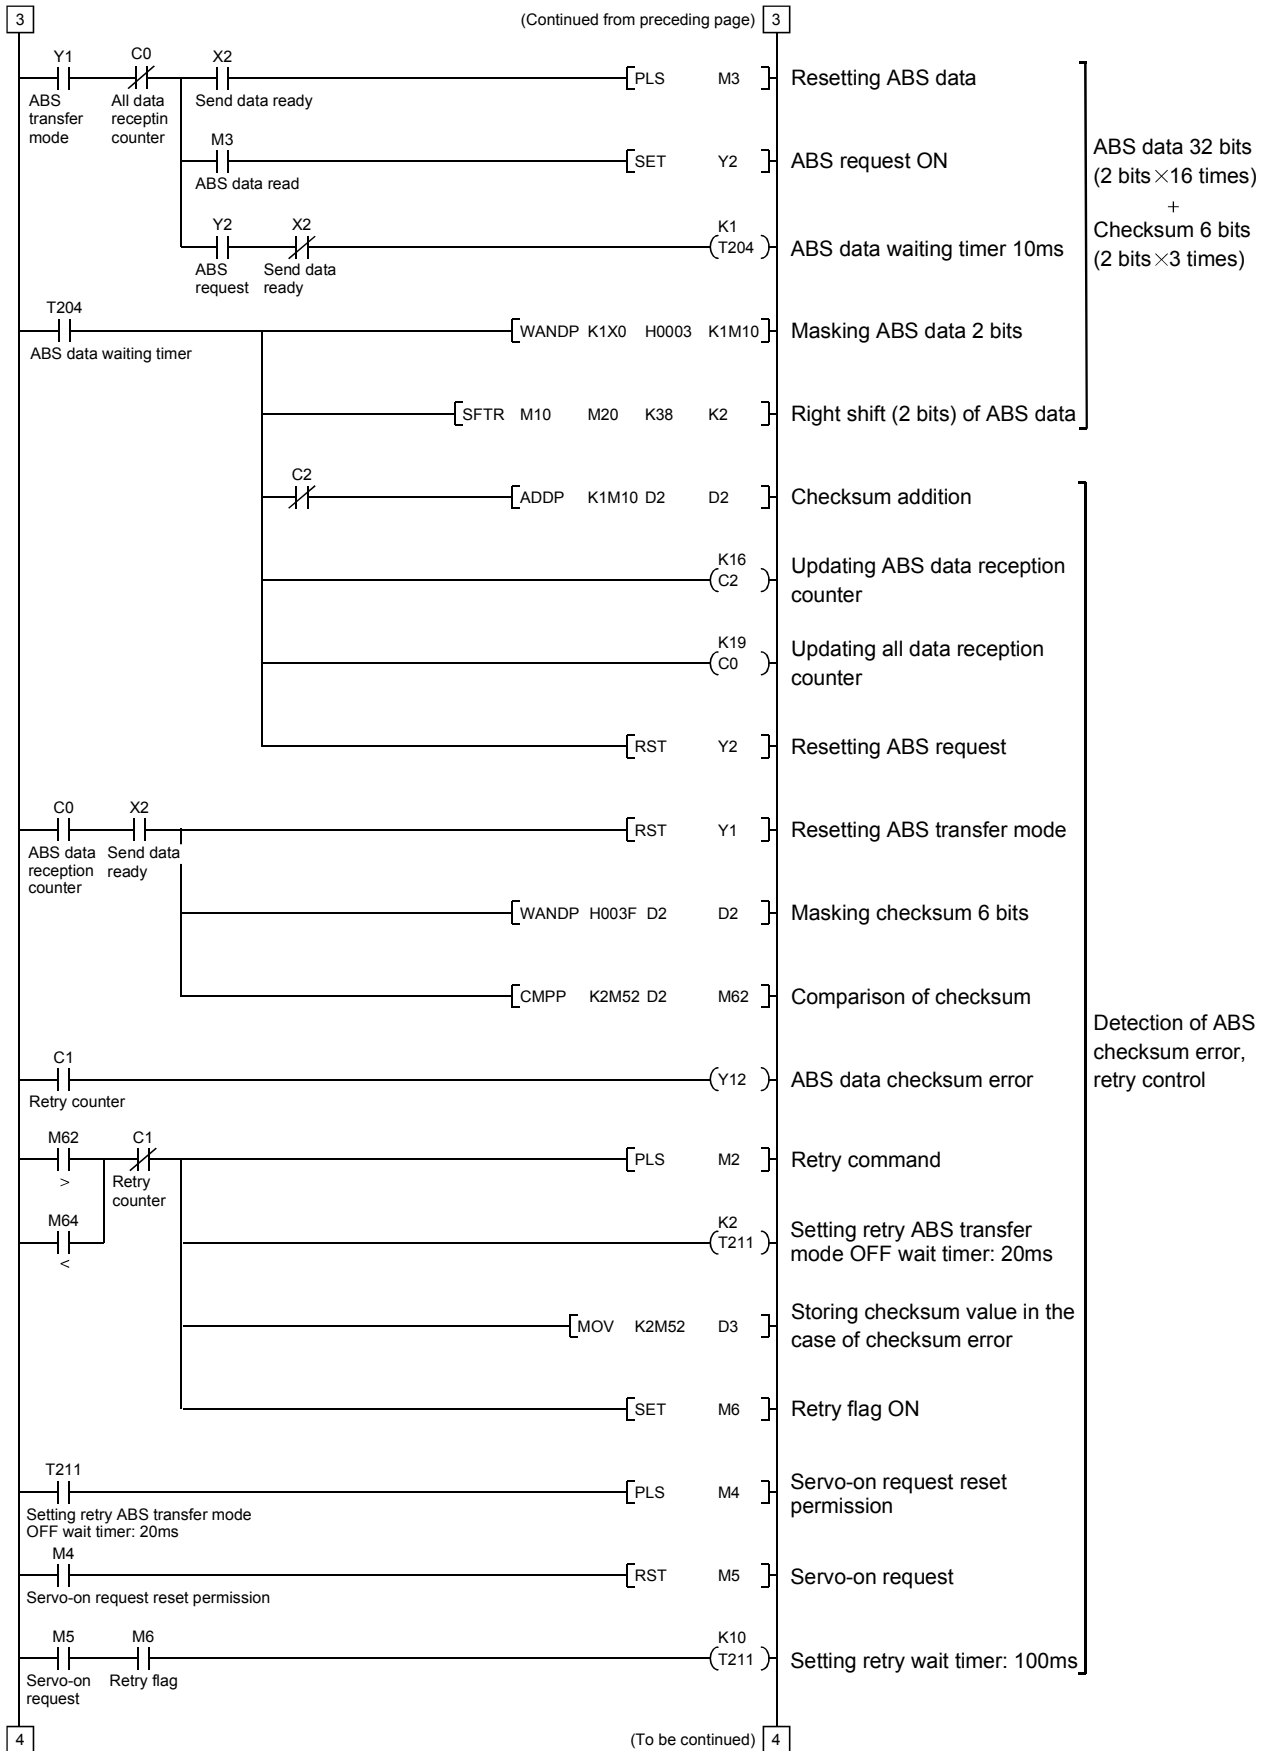 3 (Continued from preceding page) 3
Y1 C0 X2
PLS M3 Resetting ABS data
ABS transfer mode
All data receptin counter
Send data ready
M3
SET Y2 ABS request ON
ABS data read
ABS data 32 bits
(2 bits×16 times)
+
Checksum 6 bits
(2 bits×3 times)
Y2 X2 K1
T204 ABS data waiting timer 10ms
ABS request
Send data ready
T204
WANDP K1X0 H0003 K1M10 Masking ABS data 2 bits
ABS data waiting timer
SFTR M10 M20 K38 K2 Right shift (2 bits) of ABS data
C2
ADDP K1M10 D2 D2 Checksum addition
K16
C2 Updating ABS data reception
counter
K19
C0 Updating all data reception
counter
RST Y2 Resetting ABS request
C0 X2
RST Y1 Resetting ABS transfer mode
ABS data reception counter
Send data ready
WANDP H003F D2 D2 Masking checksum 6 bits
CMPP K2M52 D2 M62 Comparison of checksum
Detection of ABS
checksum error,
retry control
C1
Y12 ABS data checksum error
Retry counter
M62 C1
PLS M2 Retry command
>
Retry counter
M64
<
K2
T211 Setting retry ABS transfer
mode OFF wait timer: 20ms
MOV K2M52 D3 Storing checksum value in the
case of checksum error
SET M6 Retry flag ON
T211
PLS M4 Servo-on request reset
permission
Setting retry ABS transfer mode
OFF wait timer: 20ms
M4
RST M5 Servo-on request
Servo-on request reset permission
M5 M6 K10
T211 Setting retry wait timer: 100ms
Servo-on request
Retry flag
4 (To be continued) 4